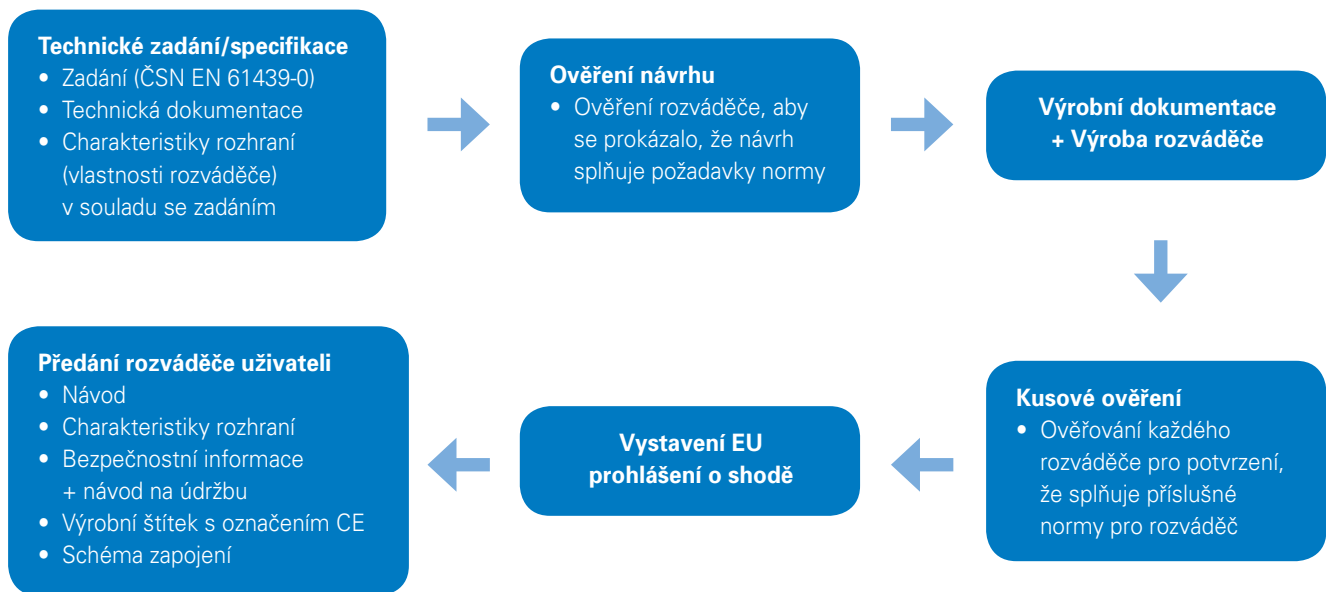 Technické zadání/specifikace
• Zadání (ČSN EN 61439-0)
• Technická dokumentace
• Charakteristiky rozhraní
(vlastnosti rozváděče)
v souladu se zadáním
Ověření návrhu
• Ověření rozváděče, aby
se prokázalo, že návrh
splňuje požadavky normy
Výrobní dokumentace
+ Výroba rozváděče
Kusové ověření
• Ověřování každého
rozváděče pro potvrzení,
že splňuje příslušné
normy pro rozváděč
Vystavení EU
prohlášení o shodě
Předání rozváděče uživateli
• Návod
• Charakteristiky rozhraní
• Bezpečnostní informace
+ návod na údržbu
• Výrobní štítek s označením CE
• Schéma zapojení